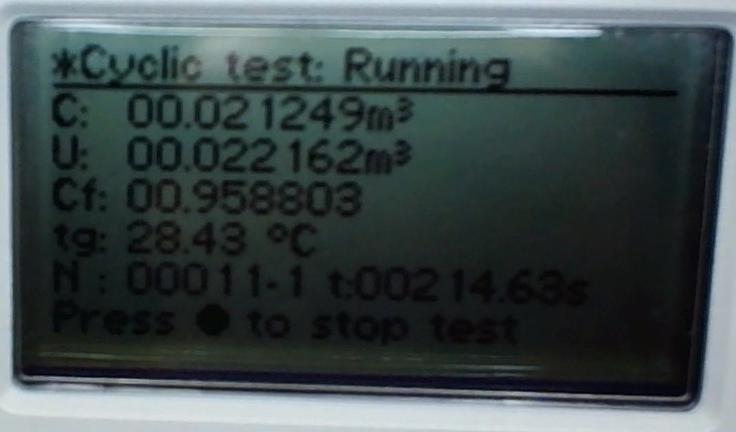 *Cyclic test: Running
C: 00.021249m³
U: 00.022162m³
Cf: 00.958803
tg: 28.43 °C
N : 00011-1 t:00214.63s
Press ● to stop test